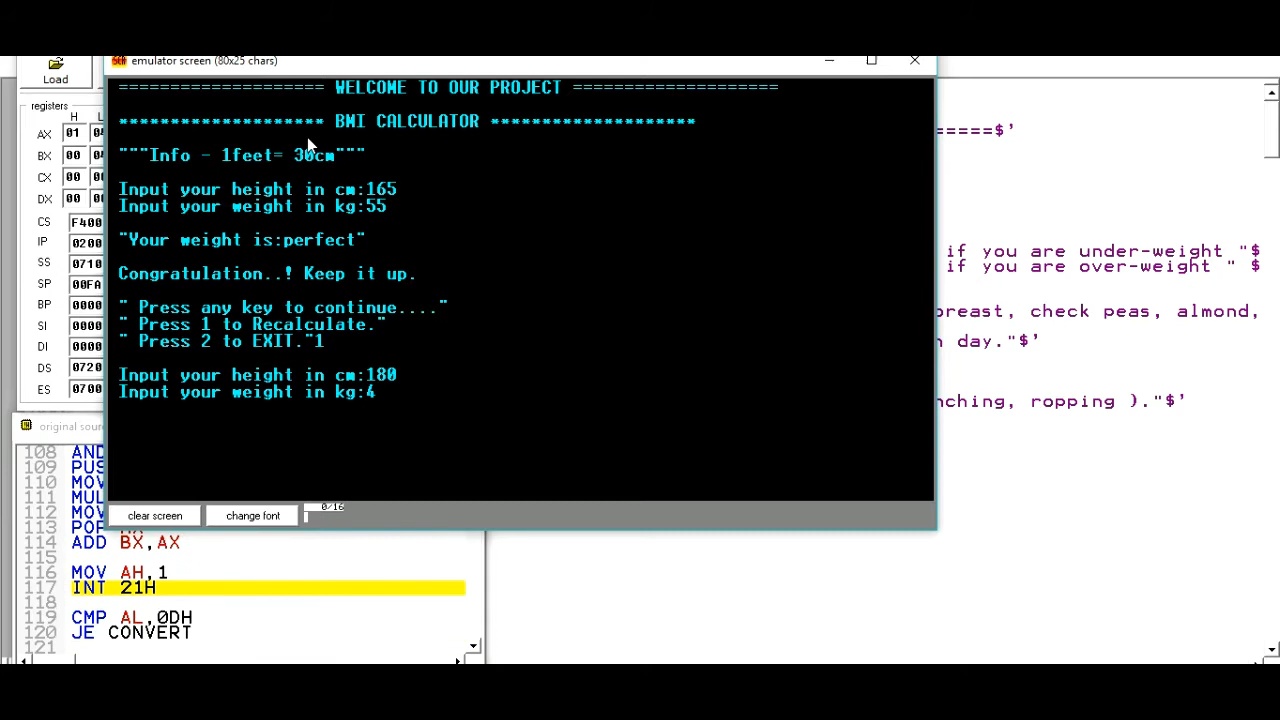 emulator screen (80x25 chars)
Load
registers
H
AX 01
BX 00
CX 00
DX 00
CS F400
IP 0200
SS 0710
SP 00FA
BP 0000
SI 0000
DI 0000
DS 0720
ES 0700
==================== WELCOME TO OUR PROJECT ====================
******************** BMI CALCULATOR ********************
"""Info - 1feet= 30cm"""
Input your height in cm:165
Input your weight in kg:55
"Your weight is:perfect"
Congratulation..! Keep it up.
" Press any key to continue...."
" Press 1 to Recalculate."
" Press 2 to EXIT."1
Input your height in cm:180
Input your weight in kg:4
clear screen
change font
0/16
=====$'
if you are under-weight "$
if you are over-weight " $
breast, check peas, almond,
day."$'
nching, ropping )."$'
original sour
108 AND
109 PUS
110 MOV
111 MUL
112 MOV
113 POP
114 ADD BX,AX
115
116 MOV AH,1
117 INT 21H
118
119 CMP AL,0DH
120 JE CONVERT
121